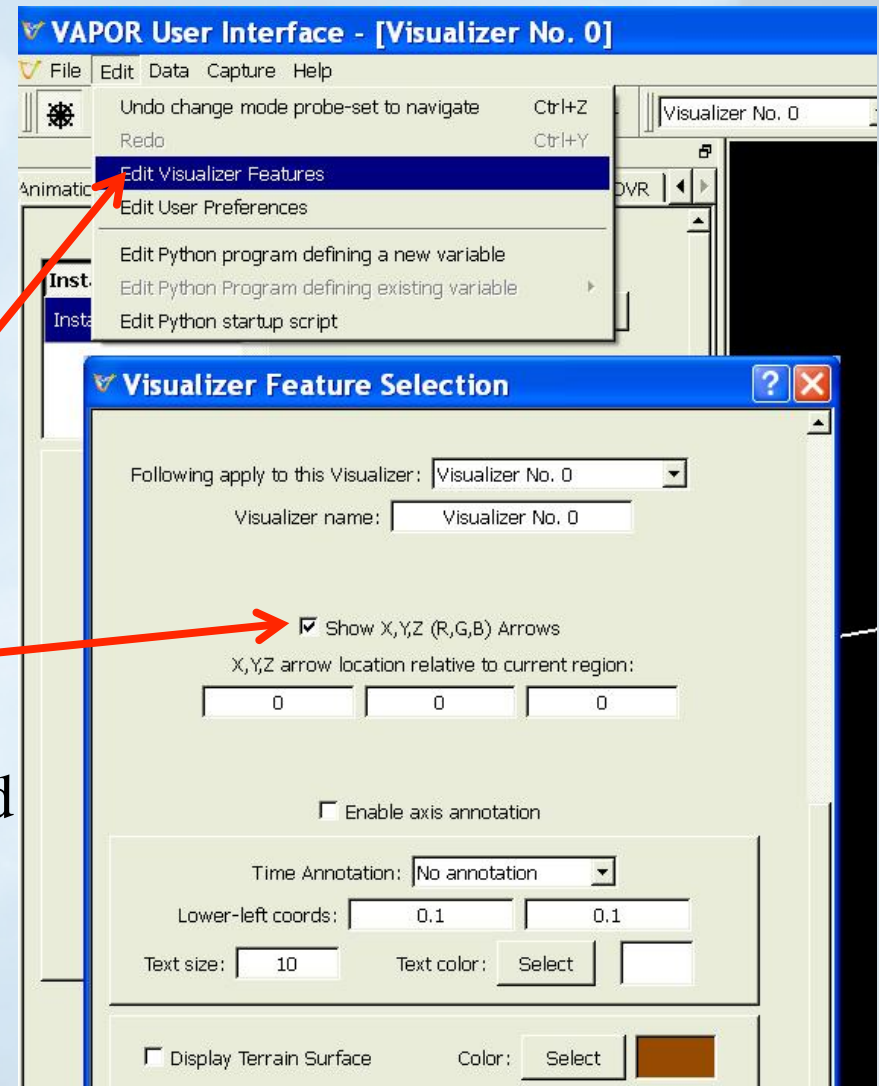 VAPOR User Interface - [Visualizer No. 0]
File Edit Data Capture Help
Undo change mode probe-set to navigate Ctrl+Z
Visualizer No. 0
Redo Ctrl+Y
Edit Visualizer Features
Animatic
DVR
Edit User Preferences
Edit Python program defining a new variable
Inst
Edit Python Program defining existing variable
Insta
Edit Python startup script
Visualizer Feature Selection
Following apply to this Visualizer: Visualizer No. 0
Visualizer name: Visualizer No. 0
Show X,Y,Z (R,G,B) Arrows
X,Y,Z arrow location relative to current region:
0 0 0
d
Enable axis annotation
Time Annotation: No annotation
Lower-left coords: 0.1 0.1
Text size: 10 Text color: Select
Display Terrain Surface Color: Select